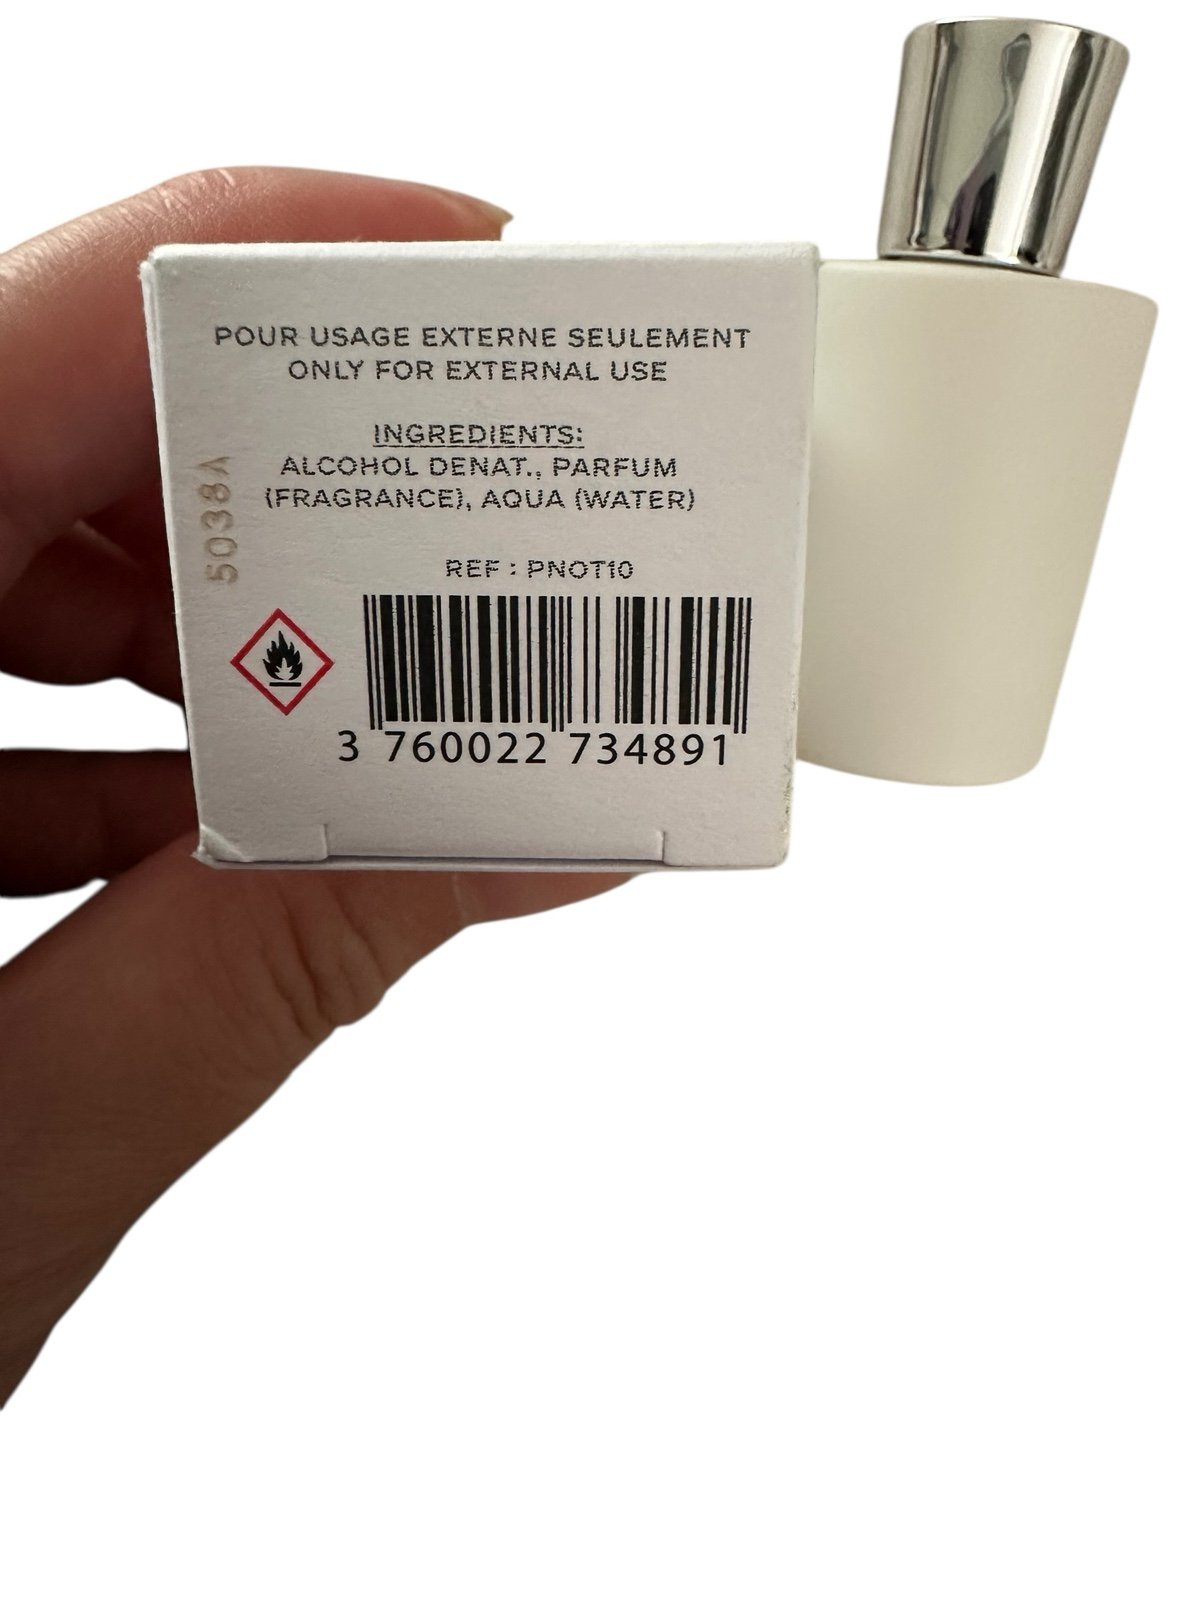 POUR USAGE EXTERNE SEULEMENT
ONLY FOR EXTERNAL USE
INGREDIENTS:
ALCOHOL DENAT., PARFUM
(FRAGRANCE), AQUA (WATER)
REF : PNOT10
5038A
3 760022 734891